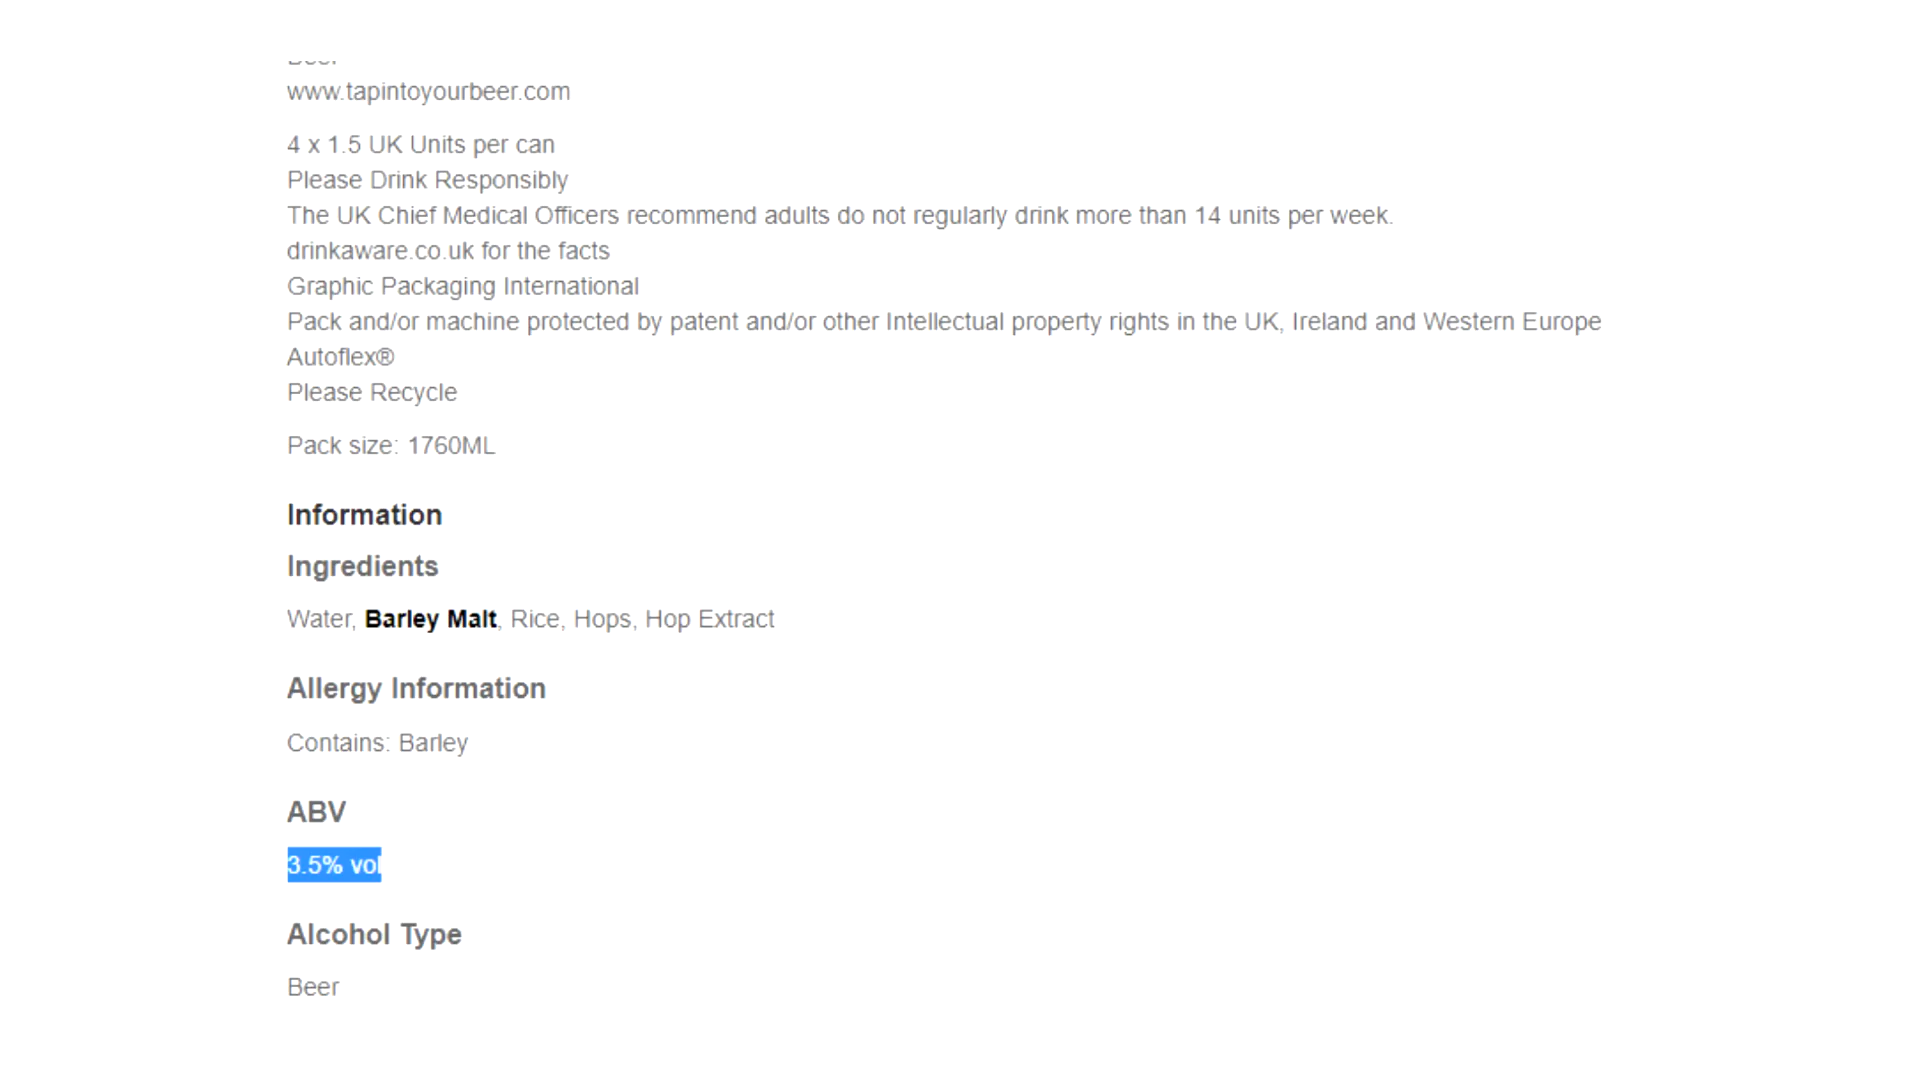 www.tapintoyourbeer.com
4 x 1.5 UK Units per can
Please Drink Responsibly
The UK Chief Medical Officers recommend adults do not regularly drink more than 14 units per week.
drinkaware.co.uk for the facts
Graphic Packaging International
Pack and/or machine protected by patent and/or other Intellectual property rights in the UK, Ireland and Western Europe
Autoflex®
Please Recycle
Pack size: 1760ML
Information
Ingredients
Water, Barley Malt, Rice, Hops, Hop Extract
Allergy Information
Contains: Barley
ABV
3.5% vol
Alcohol Type
Beer